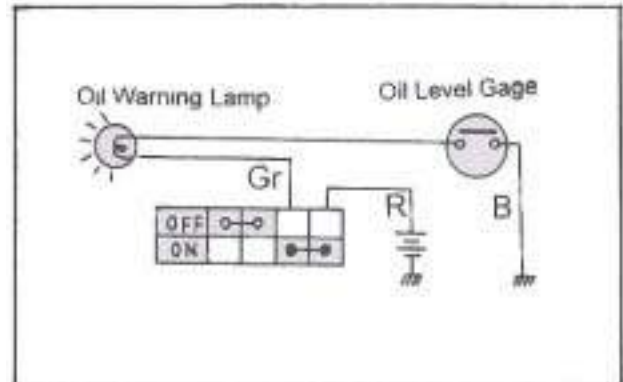 Oil Warning Lamp
Oil Level Gage
Gr
R
B
OFF
ON